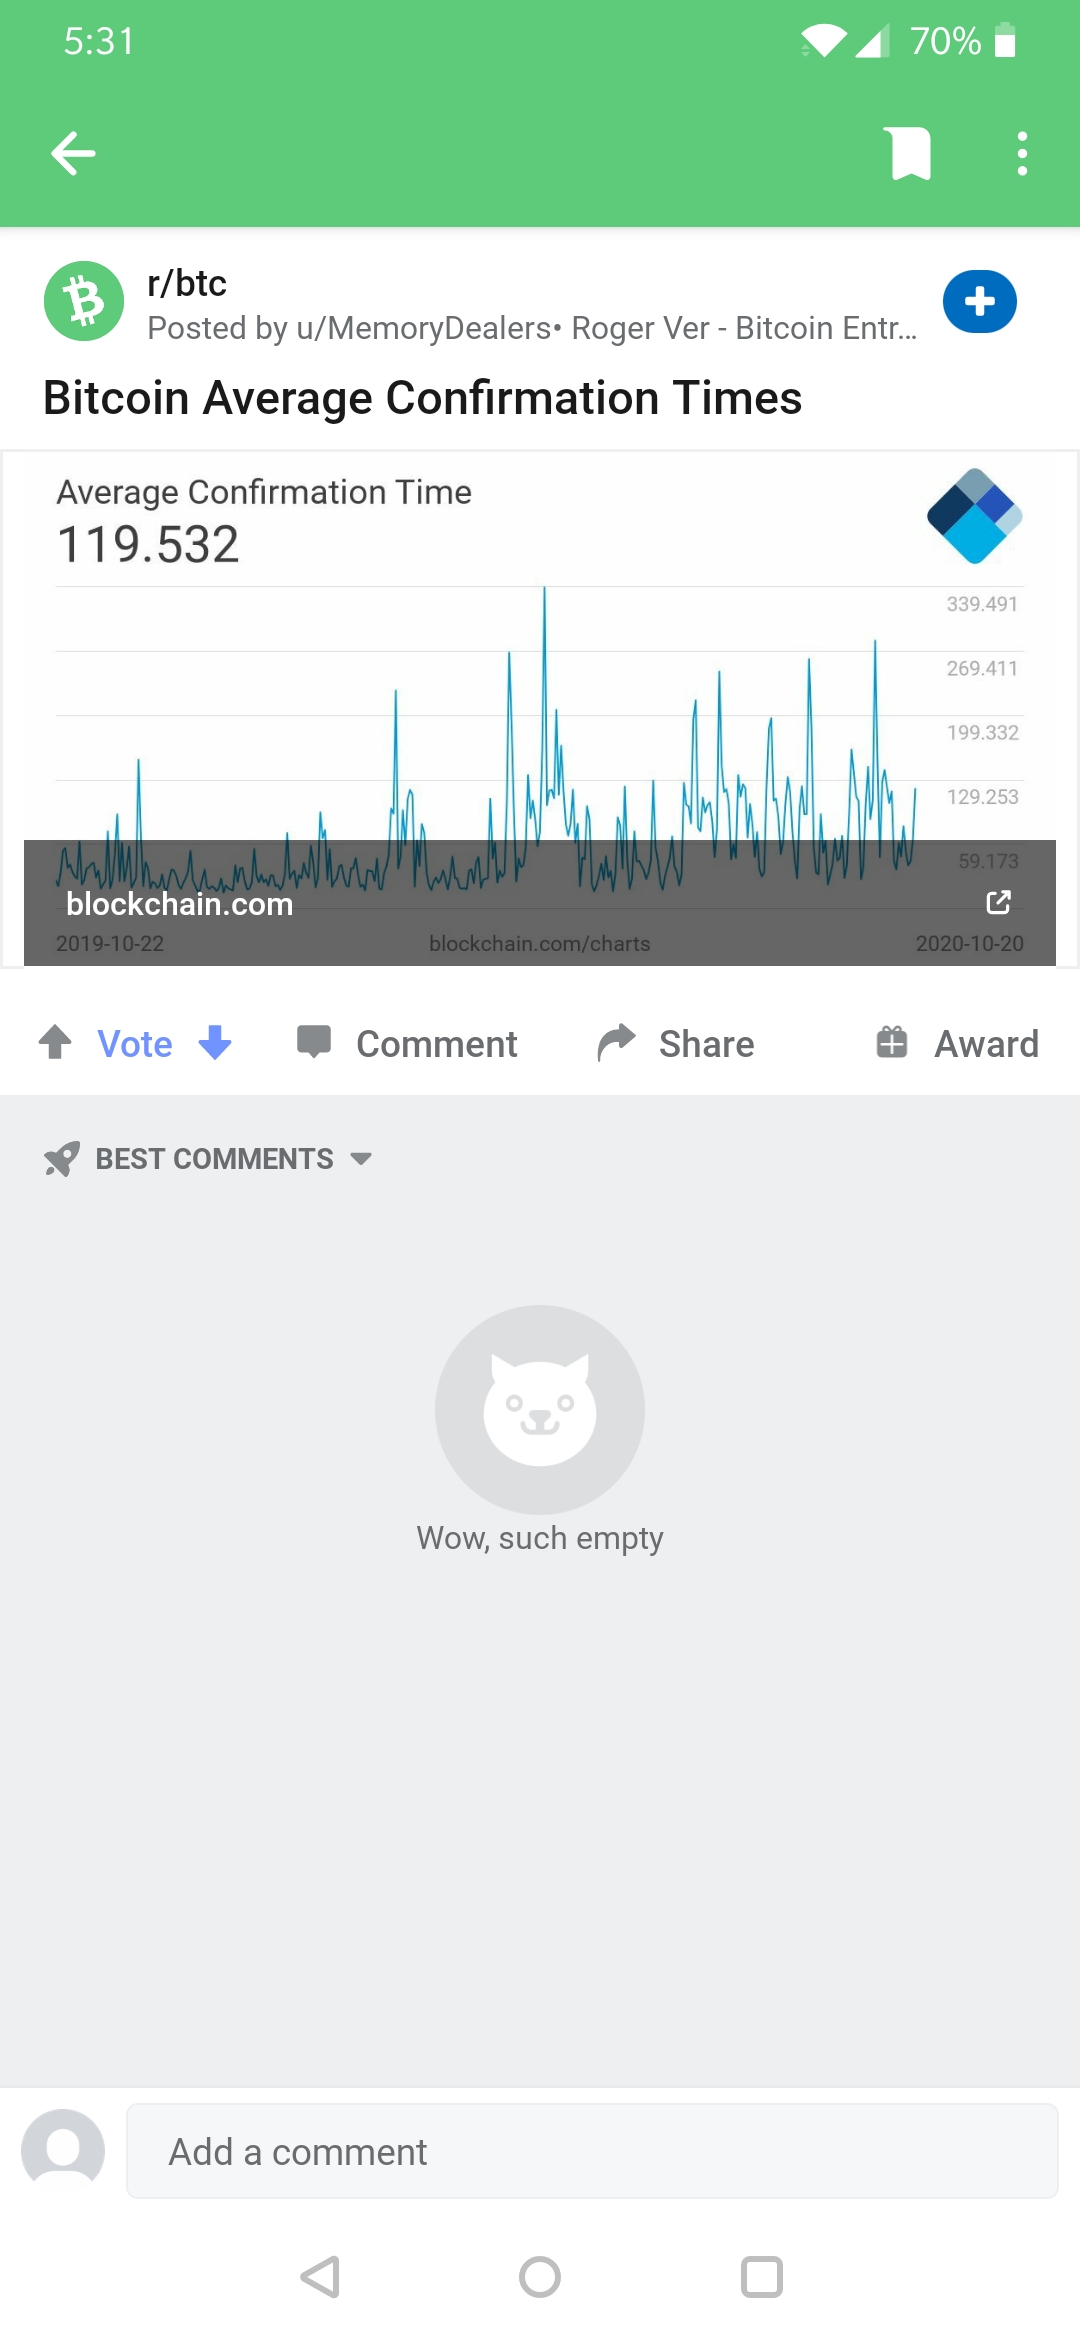 5:31
70%
r/btc
Posted by u/MemoryDealers• Roger Ver - Bitcoin Entr...
Bitcoin Average Confirmation Times
Average Confirmation Time
119.532
339.491
269.411
199.332
129.253
59.173
blockchain.com
2019-10-22
blockchain.com/charts
2020-10-20
Vote
Comment
Share
Award
BEST COMMENTS
Wow, such empty
Add a comment